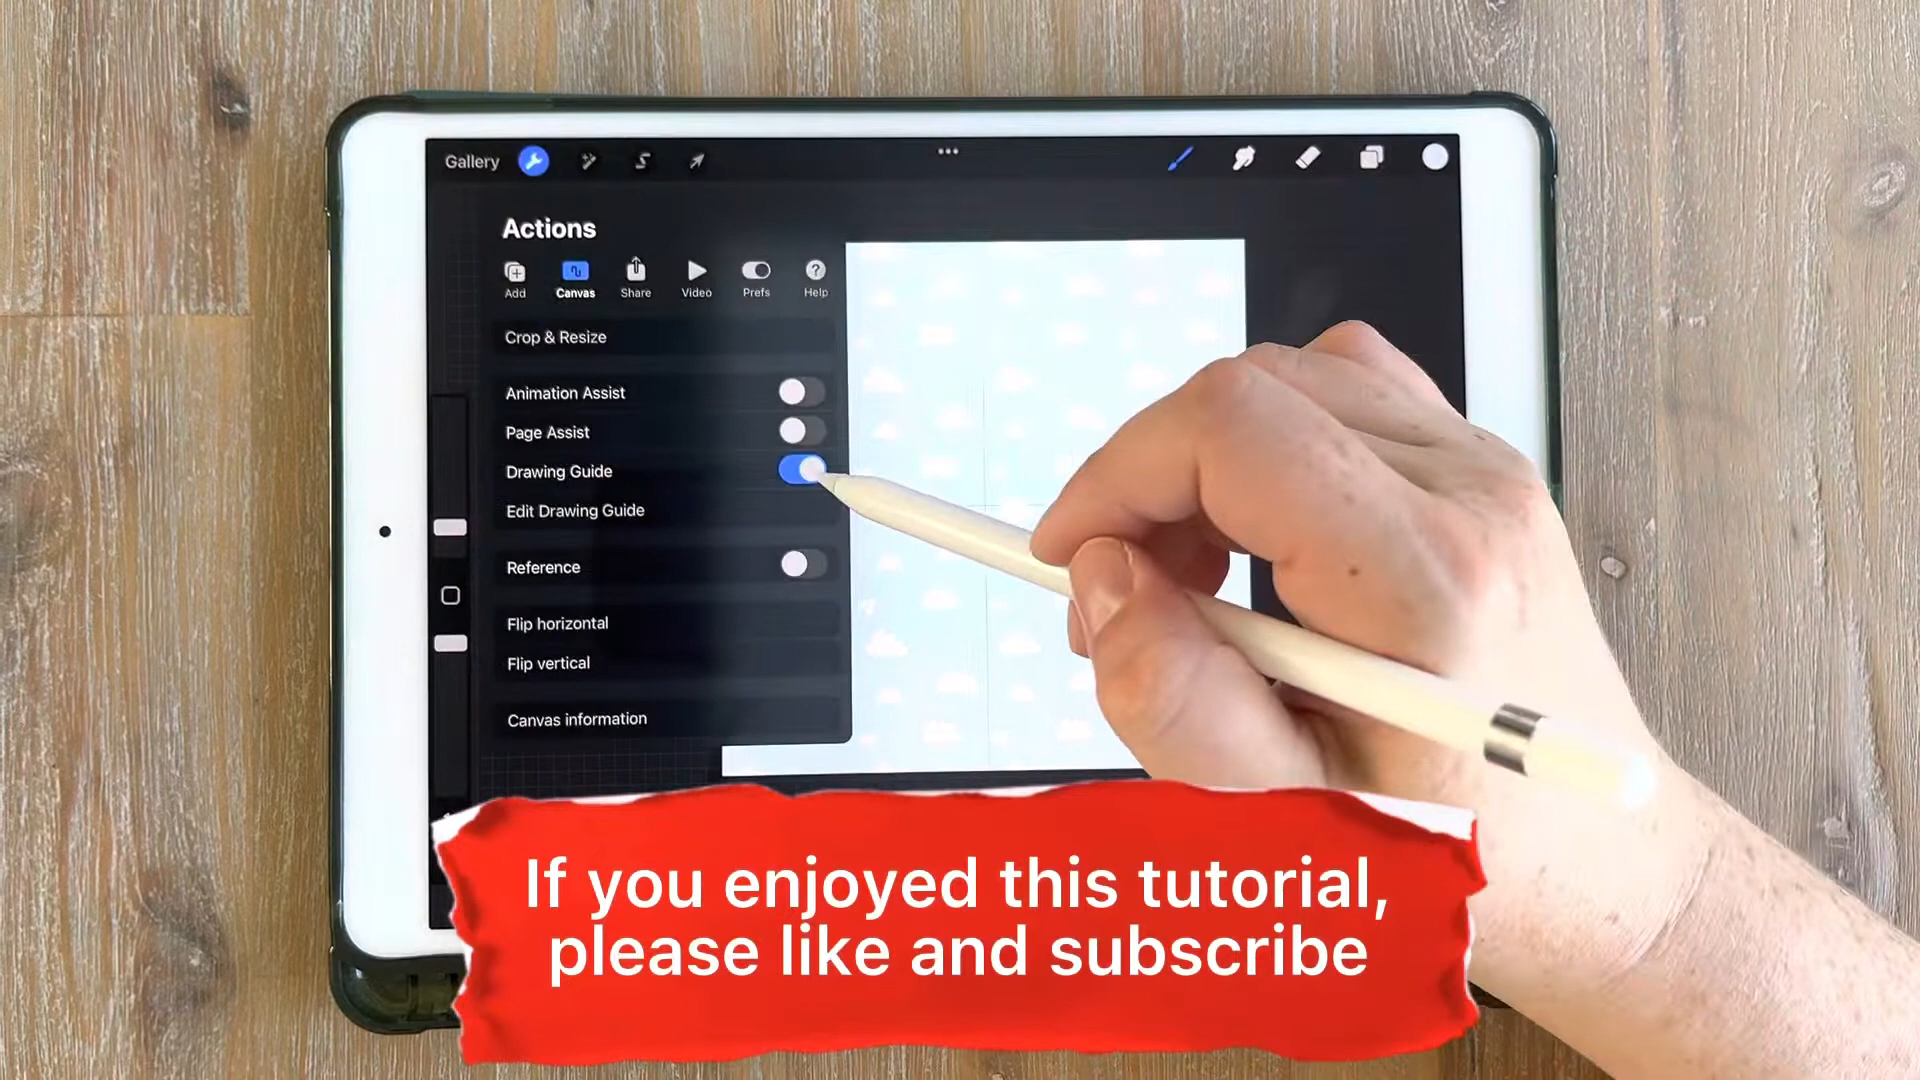 Gallery
Actions
Add Canvas Share Video Prefs Help
Crop & Resize
Animation Assist
Page Assist
Drawing Guide
Edit Drawing Guide
Reference
Flip horizontal
Flip vertical
Canvas information
If you enjoyed this tutorial,
please like and subscribe